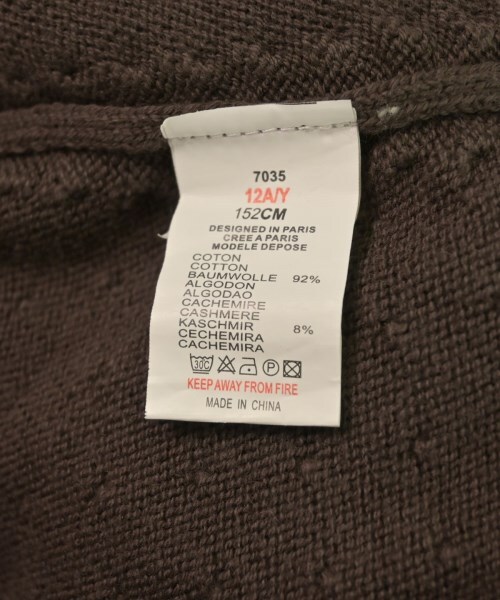 7035
12A/Y
152CM
DESIGNED IN PARIS
CREE A PARIS
MODELE DEPOSE
COTON
COTTON
BAUMWOLLE 92%
ALGODON
ALGODAO
CACHEMIRE
CASHMERE
KASCHMIR 8%
CECHEMIRA
CACHEMIRA
30C P
KEEP AWAY FROM FIRE
MADE IN CHINA